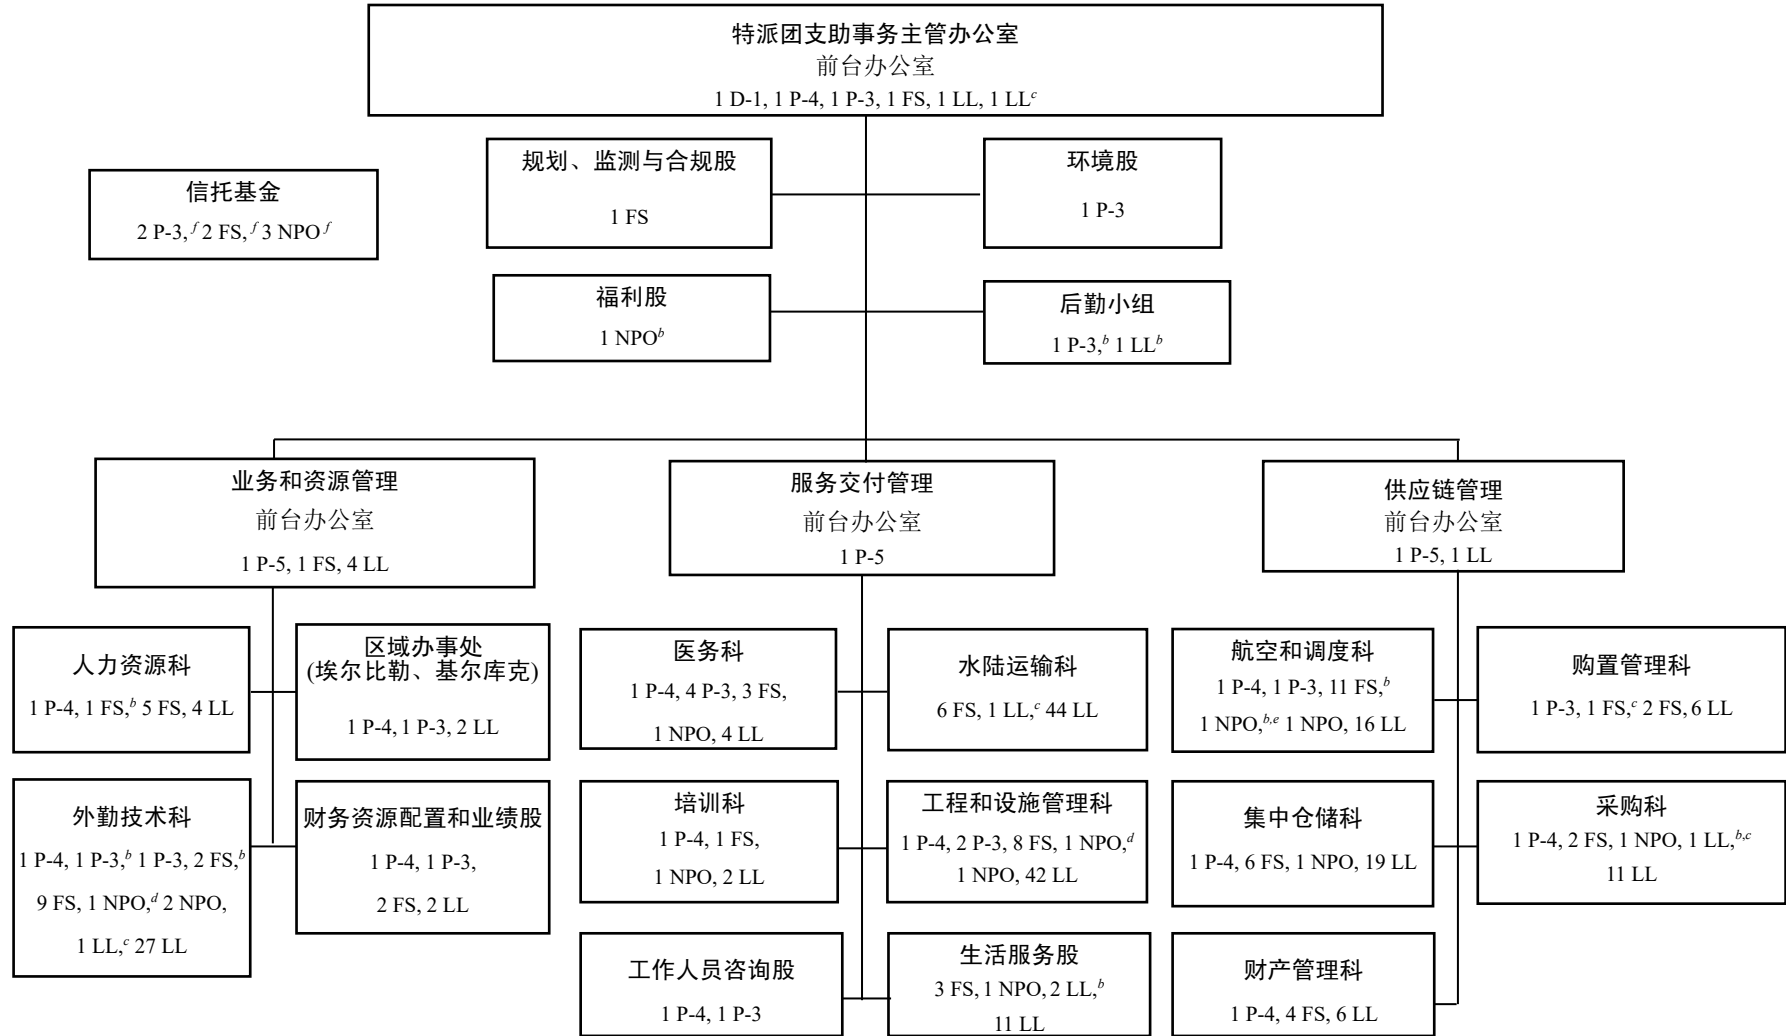 特派团支助事务主管办公室
前台办公室
1 D-1, 1 P-4, 1 P-3, 1 FS, 1 LL, 1 LLᶜ
信托基金
2 P-3,ᶠ 2 FS,ᶠ 3 NPOᶠ
规划、监测与合规股
1 FS
环境股
1 P-3
福利股
1 NPOᵇ
后勤小组
1 P-3,ᵇ 1 LLᵇ
业务和资源管理
前台办公室
1 P-5, 1 FS, 4 LL
服务交付管理
前台办公室
1 P-5
供应链管理
前台办公室
1 P-5, 1 LL
人力资源科
1 P-4, 1 FS,ᵇ 5 FS, 4 LL
区域办事处
(埃尔比勒、基尔库克)
1 P-4, 1 P-3, 2 LL
外勤技术科
1 P-4, 1 P-3,ᵇ 1 P-3, 2 FS,ᵇ
9 FS, 1 NPO,ᵈ 2 NPO,
1 LL,ᶜ 27 LL
财务资源配置和业绩股
1 P-4, 1 P-3,
2 FS, 2 LL
医务科
1 P-4, 4 P-3, 3 FS,
1 NPO, 4 LL
水陆运输科
6 FS, 1 LL,ᶜ 44 LL
培训科
1 P-4, 1 FS,
1 NPO, 2 LL
工程和设施管理科
1 P-4, 2 P-3, 8 FS, 1 NPO,ᵈ
1 NPO, 42 LL
工作人员咨询股
1 P-4, 1 P-3
生活服务股
3 FS, 1 NPO, 2 LL,ᵇ
11 LL
航空和调度科
1 P-4, 1 P-3, 11 FS,ᵇ
1 NPO,ᵇ,ᵉ 1 NPO, 16 LL
购置管理科
1 P-3, 1 FS,ᶜ 2 FS, 6 LL
集中仓储科
1 P-4, 6 FS, 1 NPO, 19 LL
采购科
1 P-4, 2 FS, 1 NPO, 1 LL,ᵇ,ᶜ
11 LL
财产管理科
1 P-4, 4 FS, 6 LL